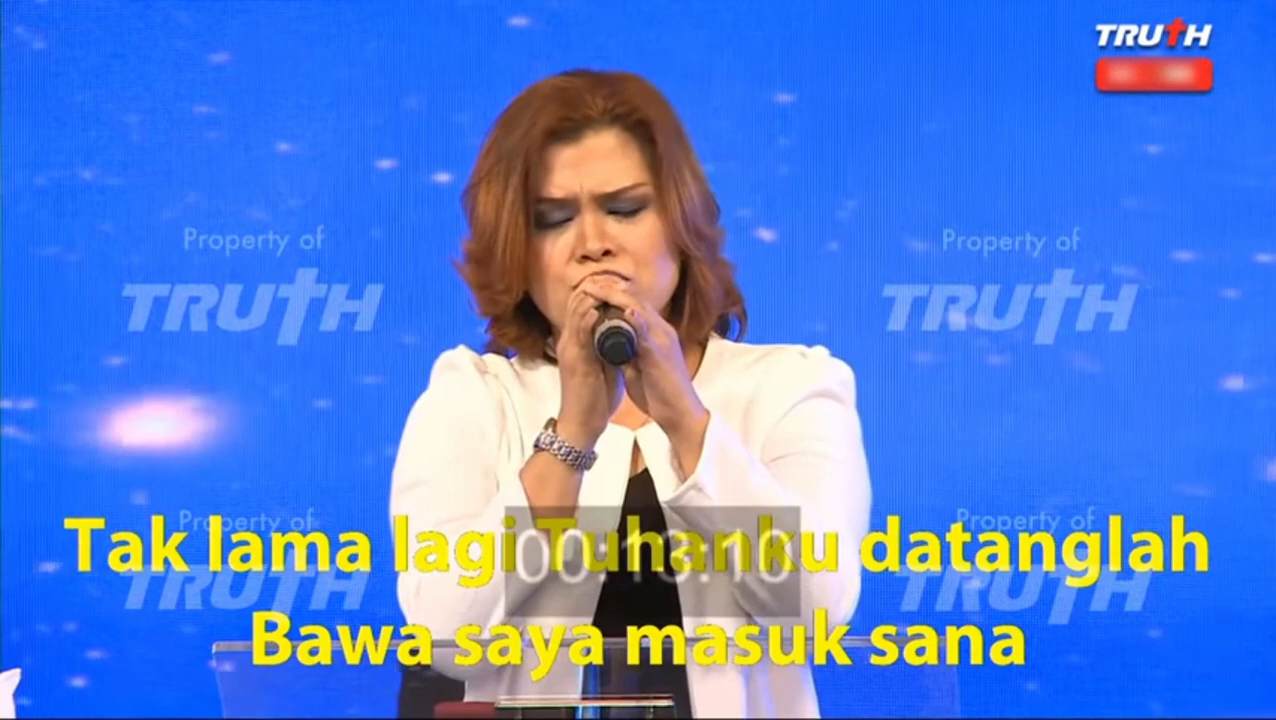 TRUTH
Property of
TRUTH
Property of
TRUTH
Property of
TRUTH
Property of
TRUTH
Tak lama lagi Tuhanku datanglah
Bawa saya masuk sana